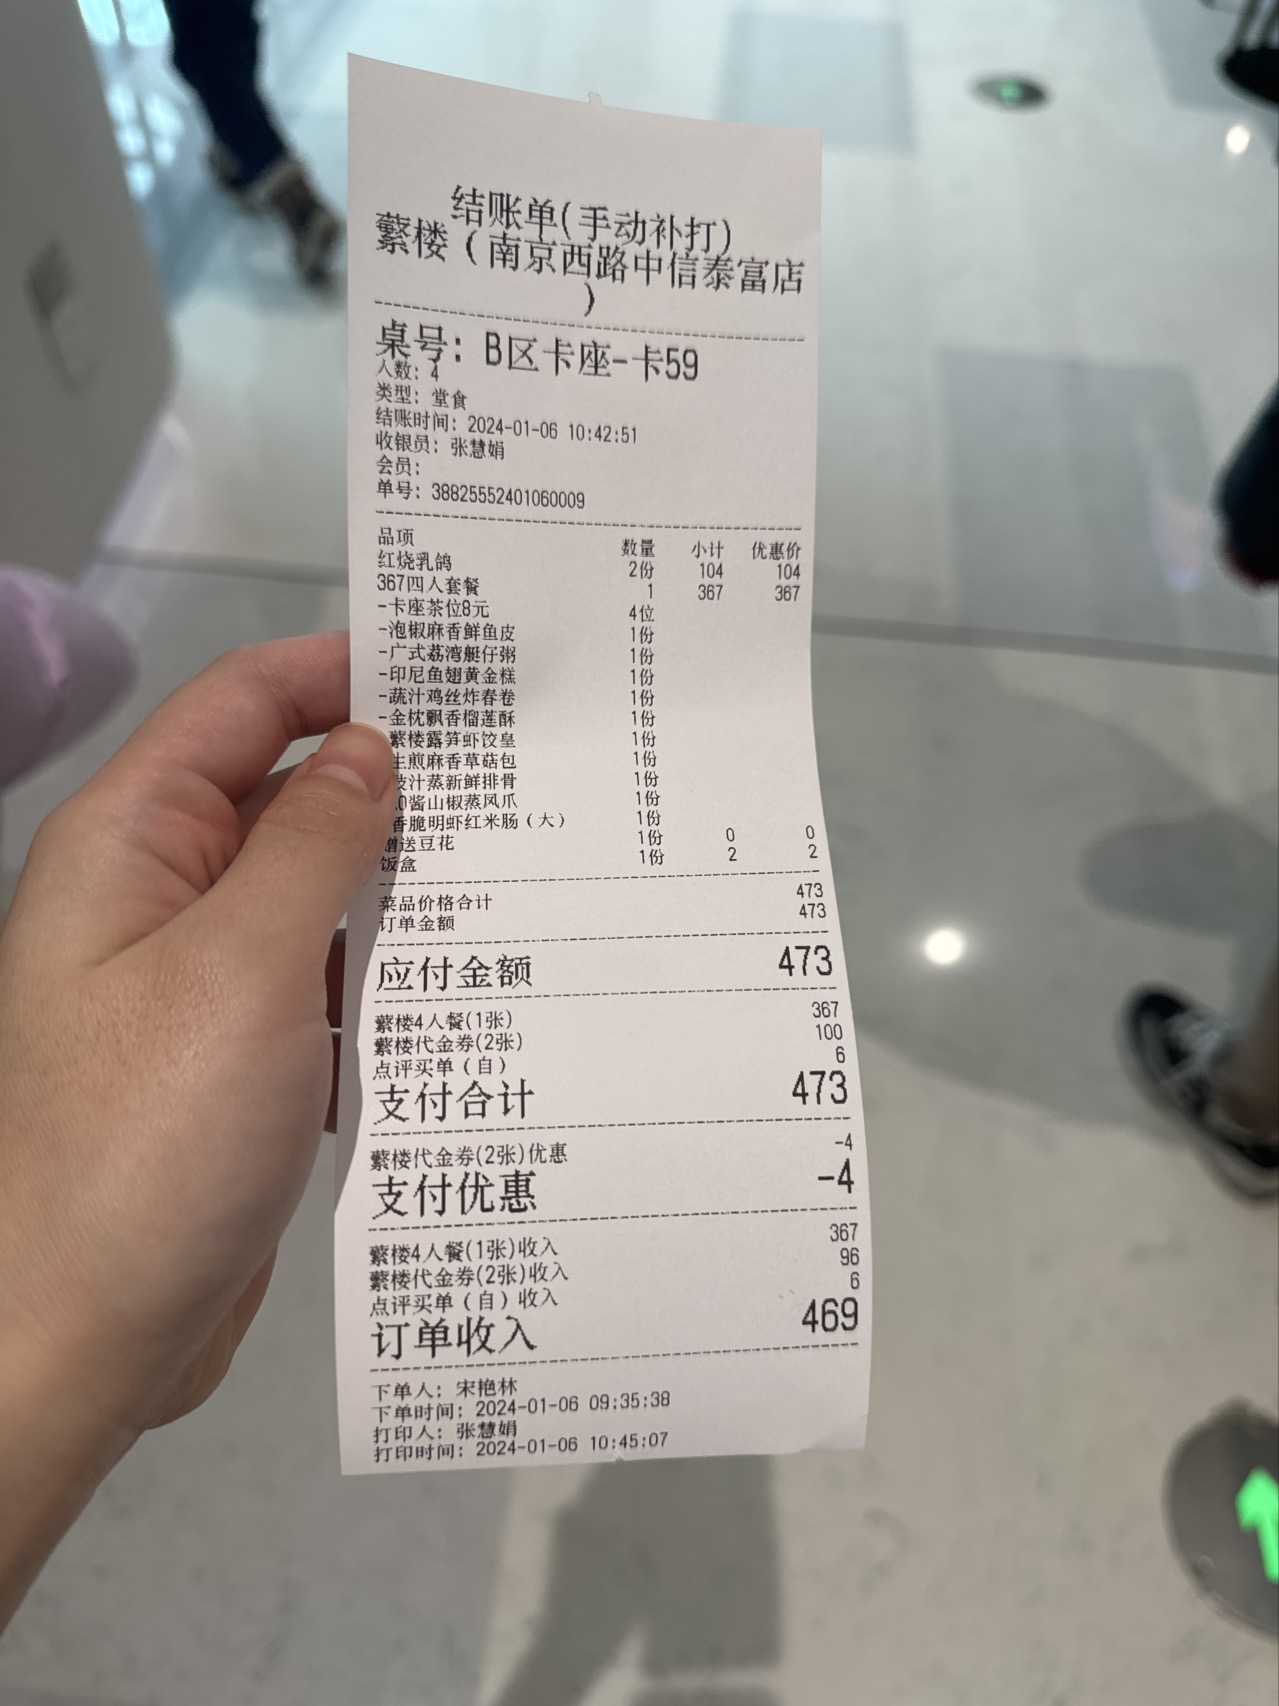 结账单(手动补打)
蘩楼（南京西路中信泰富店
）
桌号: B区卡座-卡59
人数: 4
类型: 堂食
结账时间: 2024-01-06 10:42:51
收银员: 张慧娟
会员:
单号: 38825552401060009
品项 数量 小计 优惠价
红烧乳鸽 2份 104 104
367四人套餐 1 367 367
-卡座茶位8元 4位
-泡椒麻香鲜鱼皮 1份
-广式荔湾艇仔粥 1份
-印尼鱼翅黄金糕 1份
-蔬汁鸡丝炸春卷 1份
-金枕飘香榴莲酥 1份
蘩楼露笋虾饺皇 1份
生煎麻香草菇包 1份
汁蒸新鲜排骨 1份
酱山椒蒸凤爪 1份
香脆明虾红米肠（大） 1份
赠送豆花 1份 0 0
饭盒 1份 2 2
菜品价格合计 473
订单金额 473
应付金额 473
蘩楼4人餐(1张) 367
蘩楼代金券(2张) 100
点评买单（自） 6
支付合计 473
蘩楼代金券(2张)优惠 -4
支付优惠 -4
蘩楼4人餐(1张)收入 367
蘩楼代金券(2张)收入 96
点评买单（自）收入 6
订单收入 469
下单人: 宋艳林
下单时间: 2024-01-06 09:35:38
打印人: 张慧娟
打印时间: 2024-01-06 10:45:07